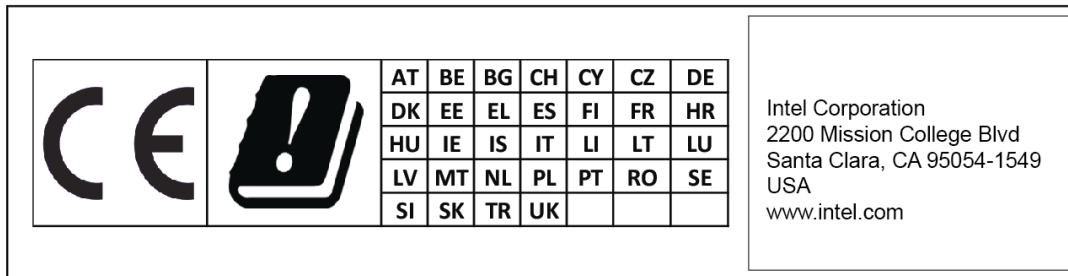 CE
!
AT BE BG CH CY CZ DE
DK EE EL ES FI FR HR
HU IE IS IT LI LT LU
LV MT NL PL PT RO SE
SI SK TR UK
Intel Corporation
2200 Mission College Blvd
Santa Clara, CA 95054-1549
USA
www.intel.com